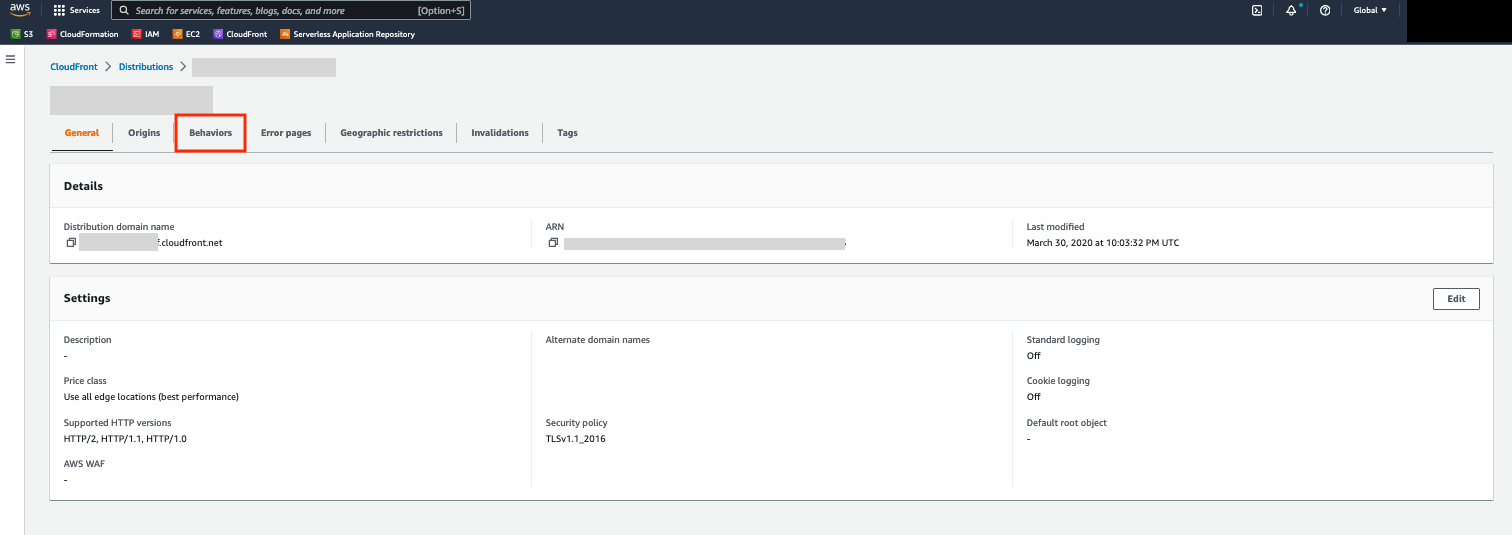 aws Services Search for services, features, blogs, docs, and more [Option+S] Global ▼
S3 CloudFormation IAM EC2 CloudFront Serverless Application Repository
CloudFront > Distributions >
General Origins Behaviors Error pages Geographic restrictions Invalidations Tags
Details
Distribution domain name ARN Last modified
f.cloudfront.net March 30, 2020 at 10:03:32 PM UTC
Settings Edit
Description Alternate domain names Standard logging
- Off
Price class Cookie logging
Use all edge locations (best performance) Off
Supported HTTP versions Security policy Default root object
HTTP/2, HTTP/1.1, HTTP/1.0 TLSv1.1_2016 -
AWS WAF
-